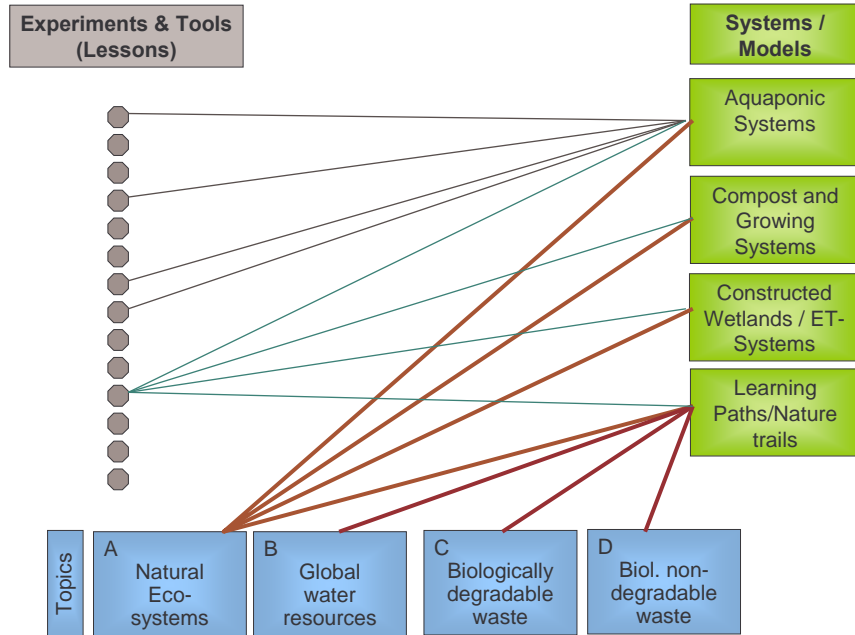 Experiments & Tools
(Lessons)
Systems /
Models
Aquaponic
Systems
Compost and
Growing
Systems
Constructed
Wetlands / ET-
Systems
Learning
Paths/Nature
trails
Topics
A
Natural
Eco-
systems
B
Global
water
resources
C
Biologically
degradable
waste
D
Biol. non-
degradable
waste